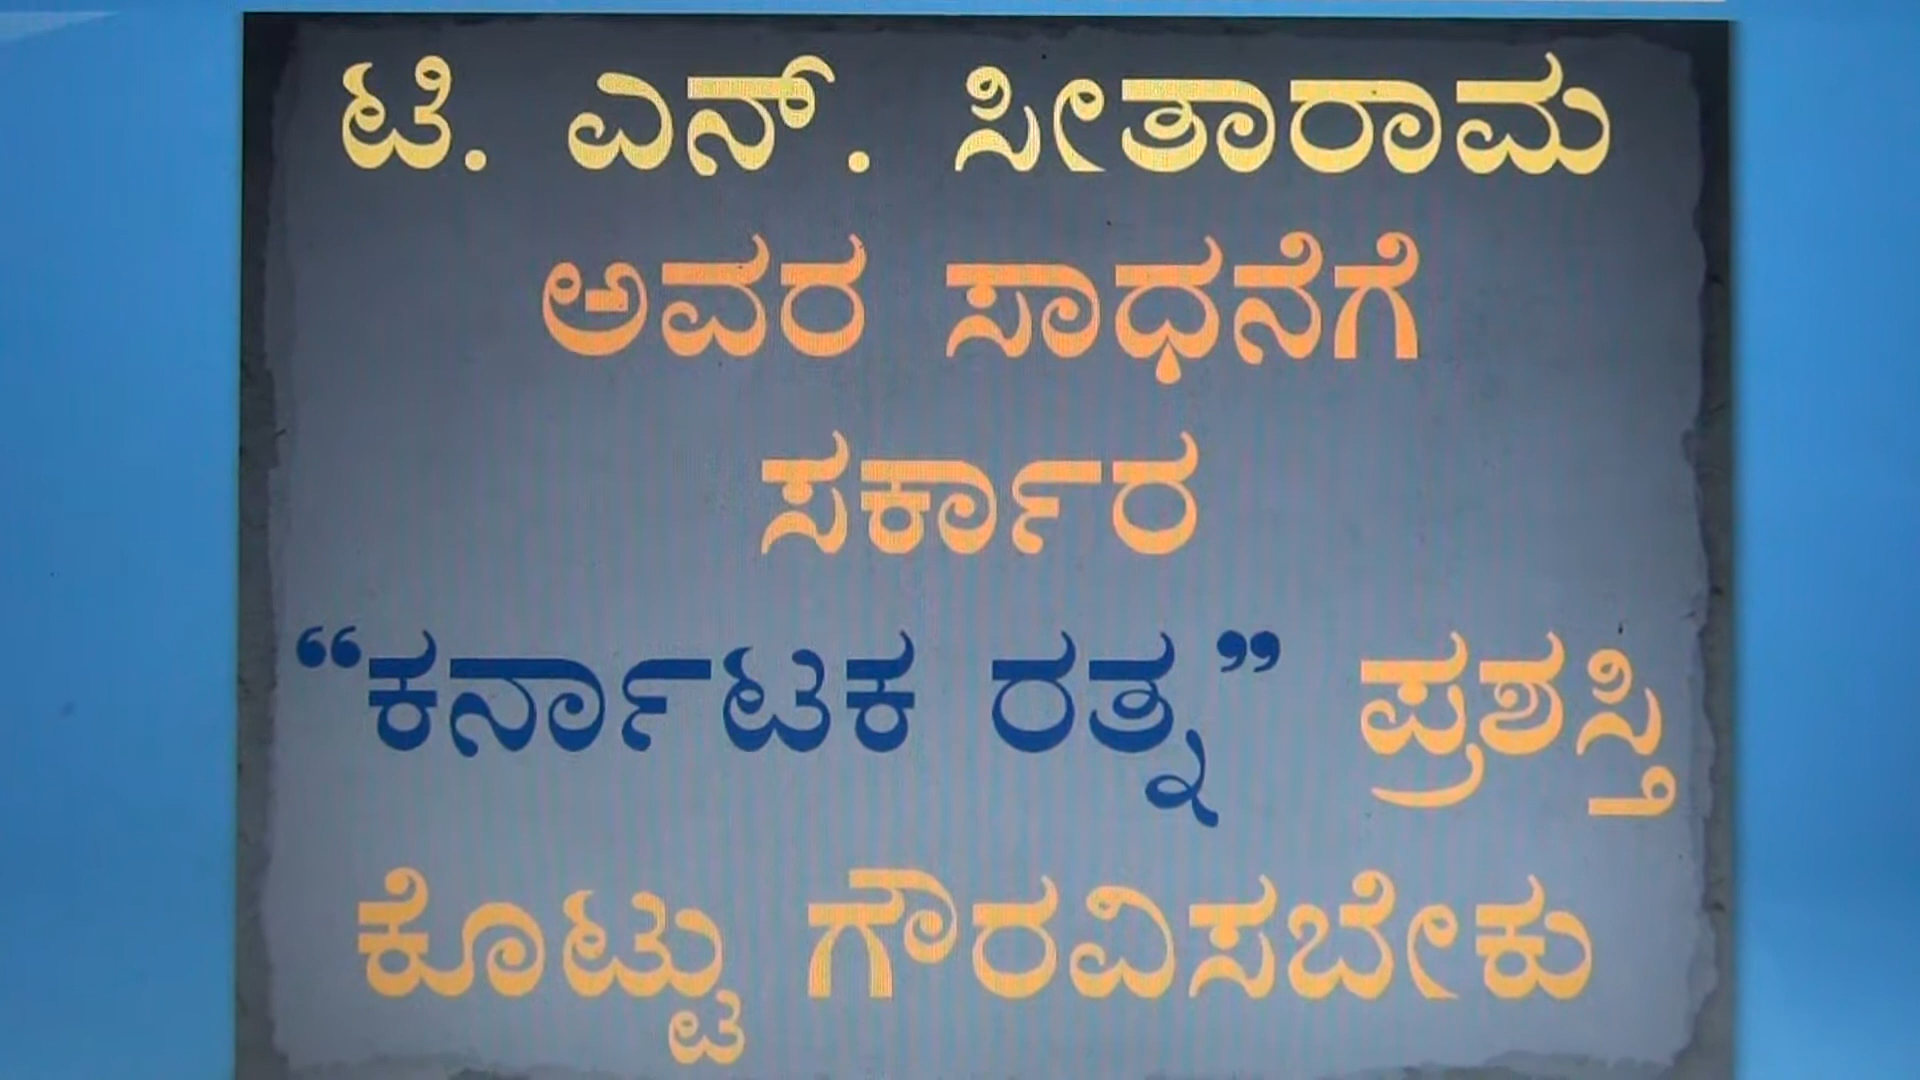 ಟಿ. ಎನ್. ಸೀತಾರಾಮ
ಅವರ ಸಾಧನೆಗೆ
ಸರ್ಕಾರ
“ಕರ್ನಾಟಕ ರತ್ನ” ಪ್ರಶಸ್ತಿ
ಕೊಟ್ಟು ಗೌರವಿಸಬೇಕು